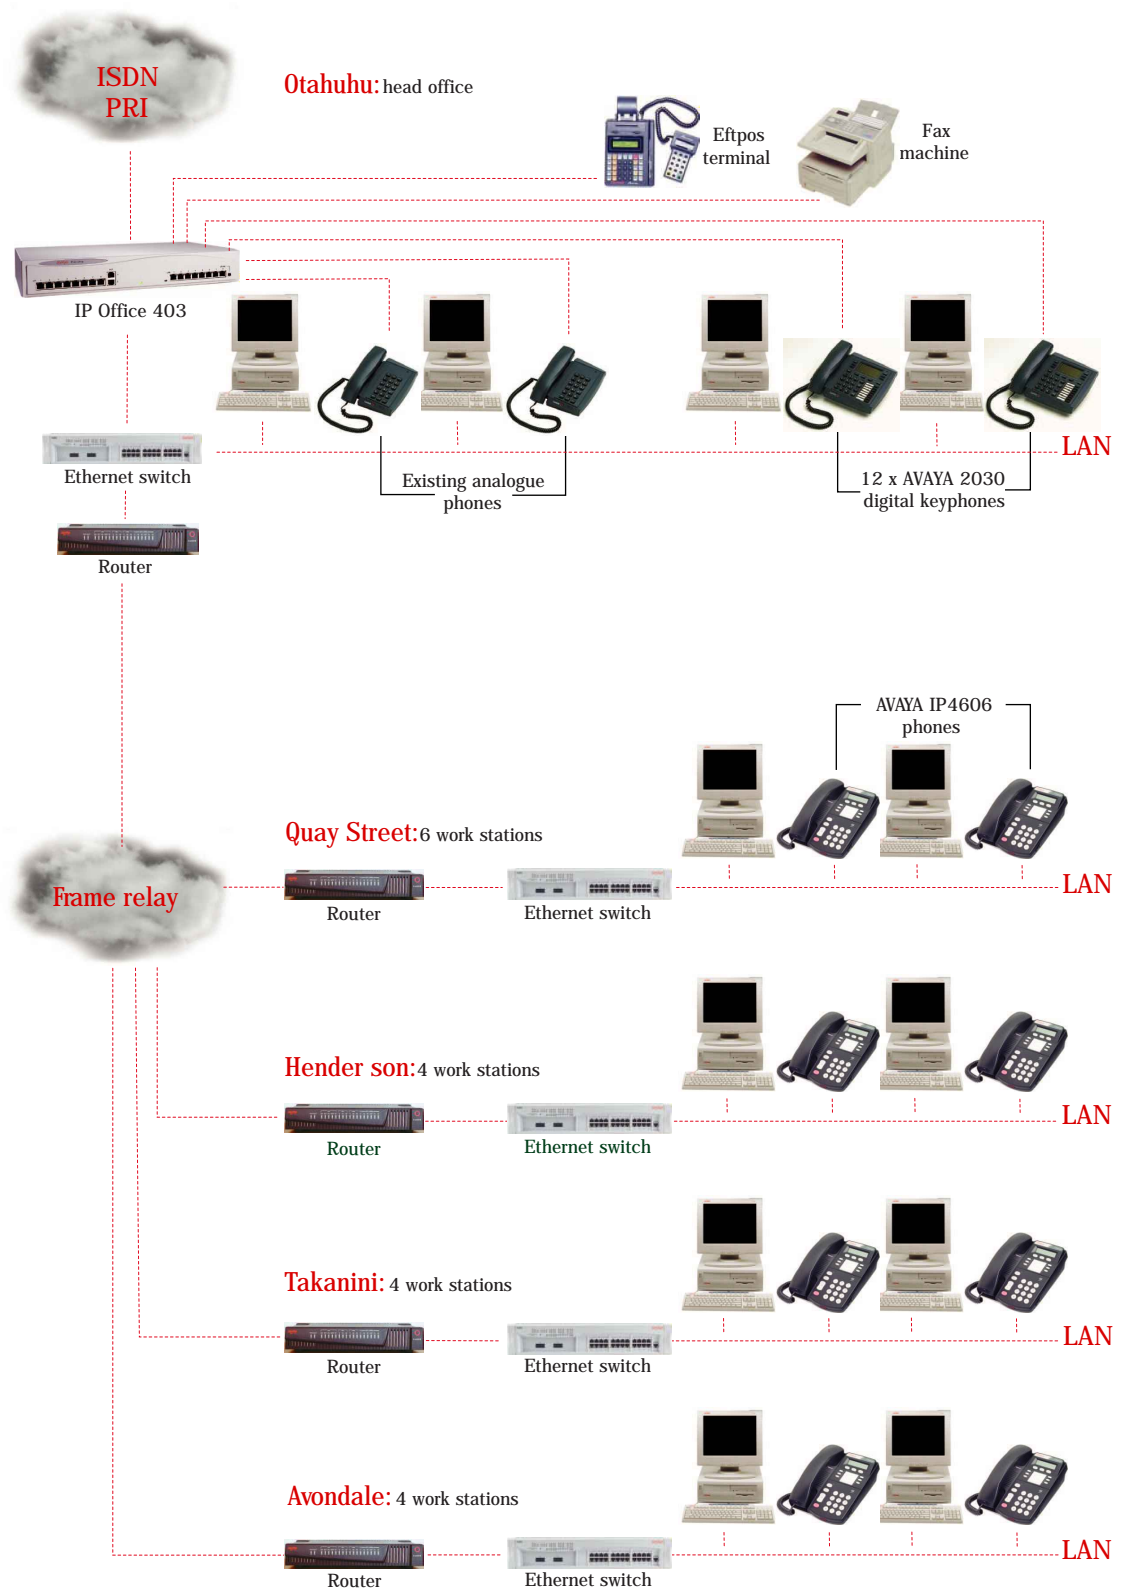 ISDN
PRI
Otahuhu: head office
Eftpos
terminal
Fax
machine
IP Office 403
Ethernet switch
LAN
Existing analogue
phones
12 x AVAYA 2030
digital keyphones
Router
AVAYA IP4606
phones
Quay Street: 6 work stations
Frame relay
LAN
Router
Ethernet switch
Hender son: 4 work stations
LAN
Router
Ethernet switch
Takanini: 4 work stations
LAN
Router
Ethernet switch
Avondale: 4 work stations
LAN
Router
Ethernet switch